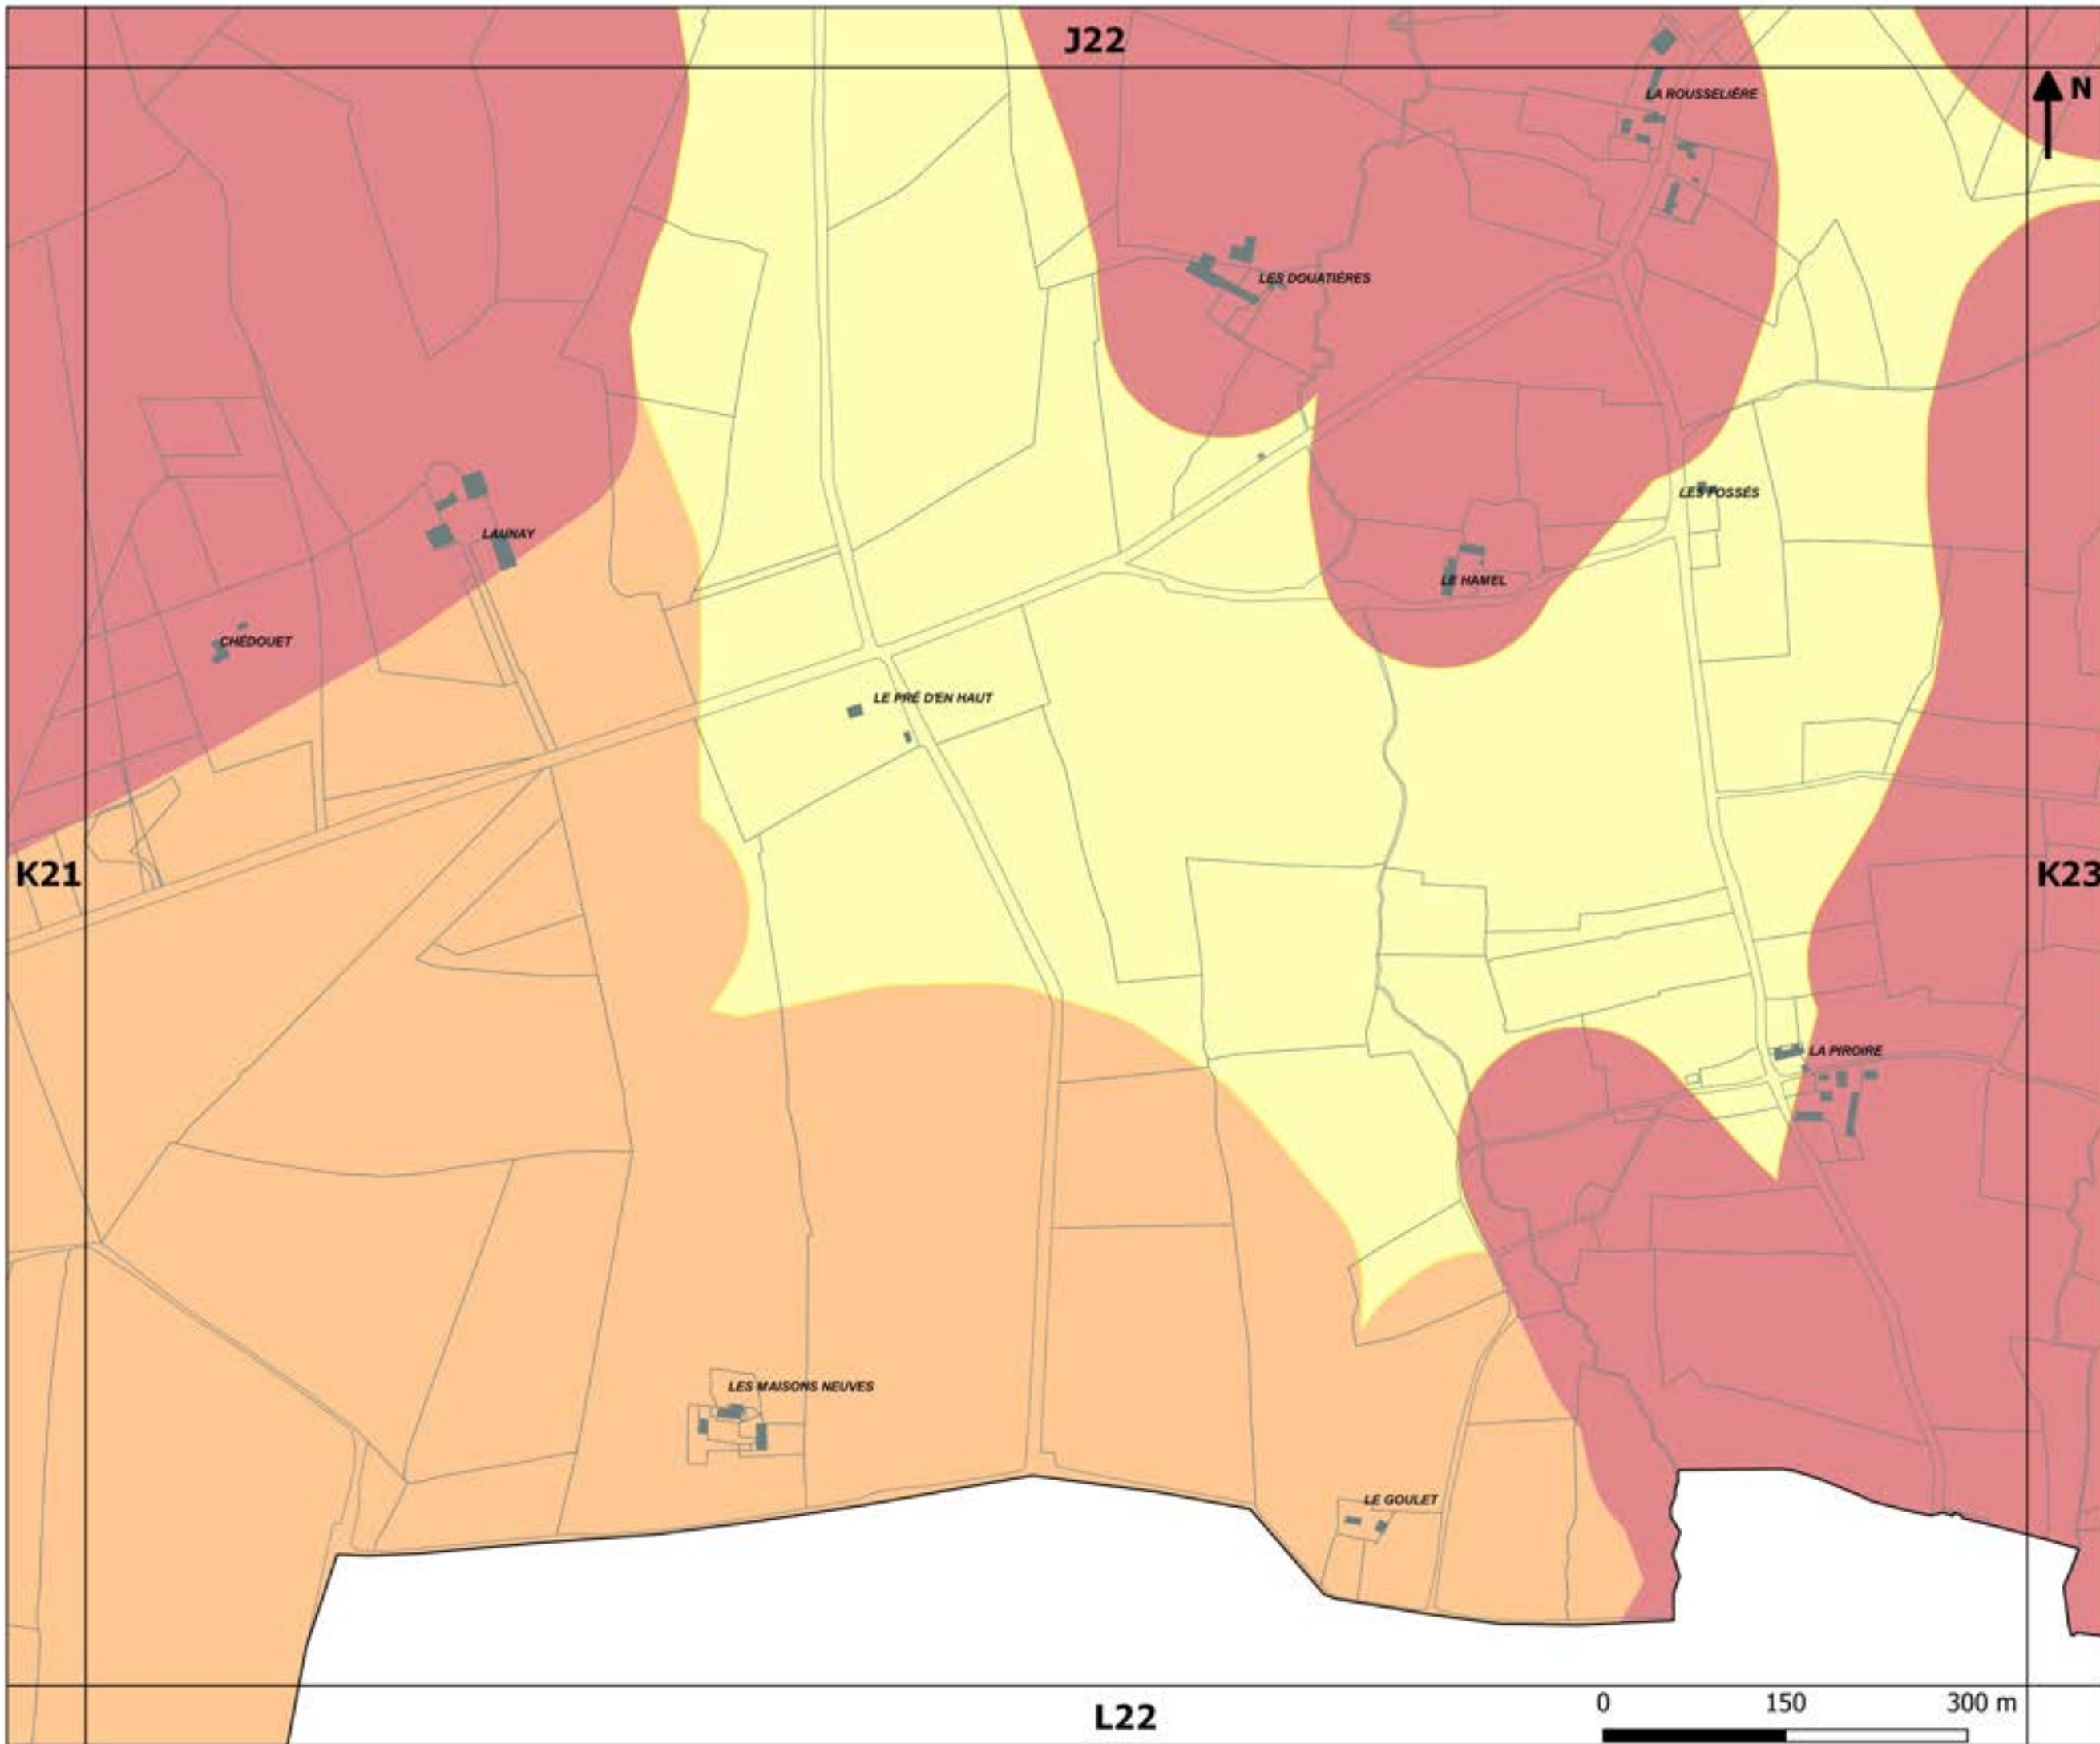 J22
N
LA ROUSSELIÈRE
LES DOUATIÈRES
LES FOSSÉS
LAUNAY
LE HAMEL
CHÉDOUET
LE PRÉ D'EN HAUT
K21
K23
LA PIROIRE
LES MAISONS NEUVES
LE GOULET
0 150 300 m
L22